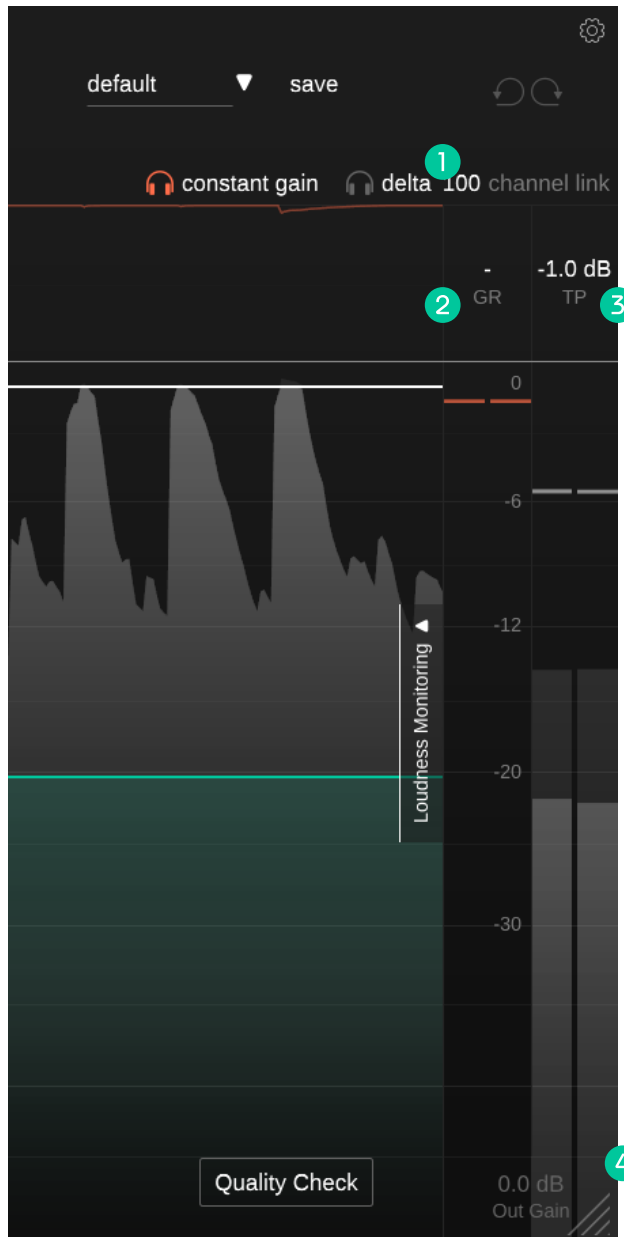 default save
1
constant gain delta 100 channel link
- -1.0 dB
2 GR TP 3
0
-6
-12
Loudness Monitoring
-20
-30
Quality Check
4
0.0 dB
Out Gain